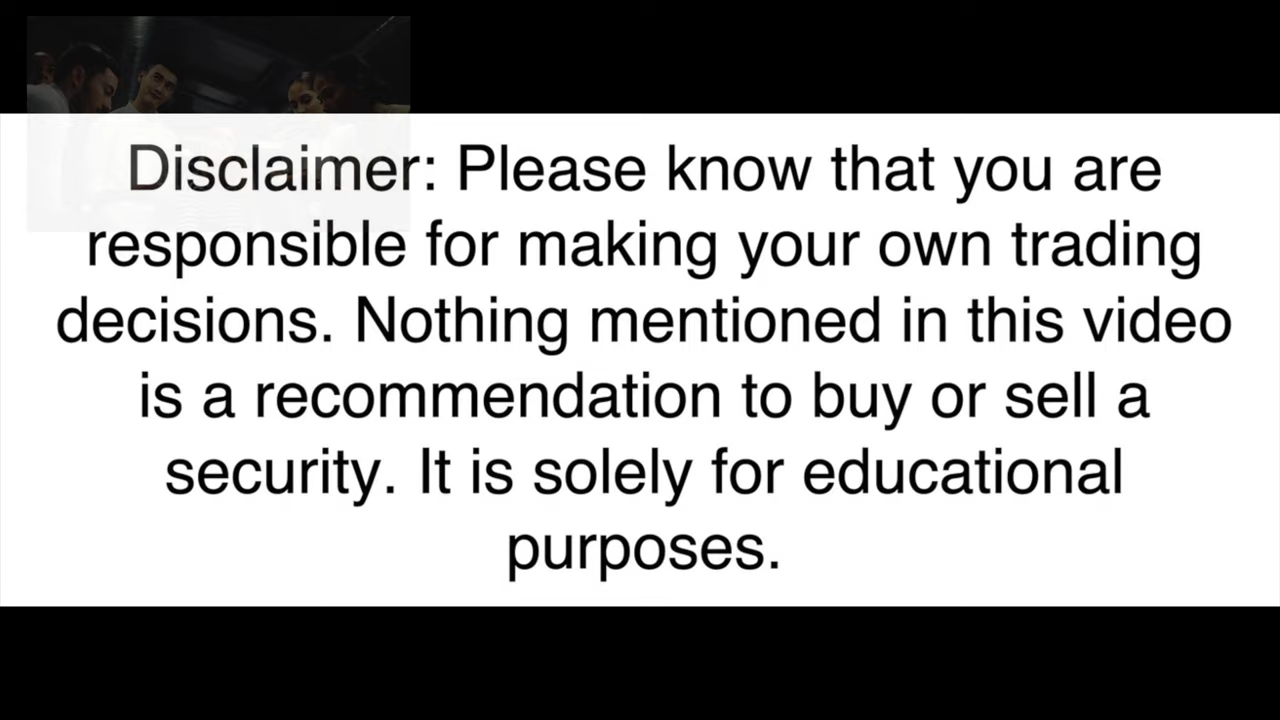 Disclaimer: Please know that you are
responsible for making your own trading
decisions. Nothing mentioned in this video
is a recommendation to buy or sell a
security. It is solely for educational
purposes.